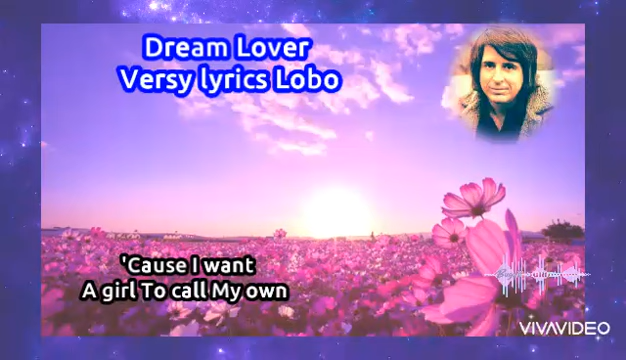 Dream Lover
Versy lyrics Lobo
'Cause I want
A girl To call My own
VIVAVIDEO